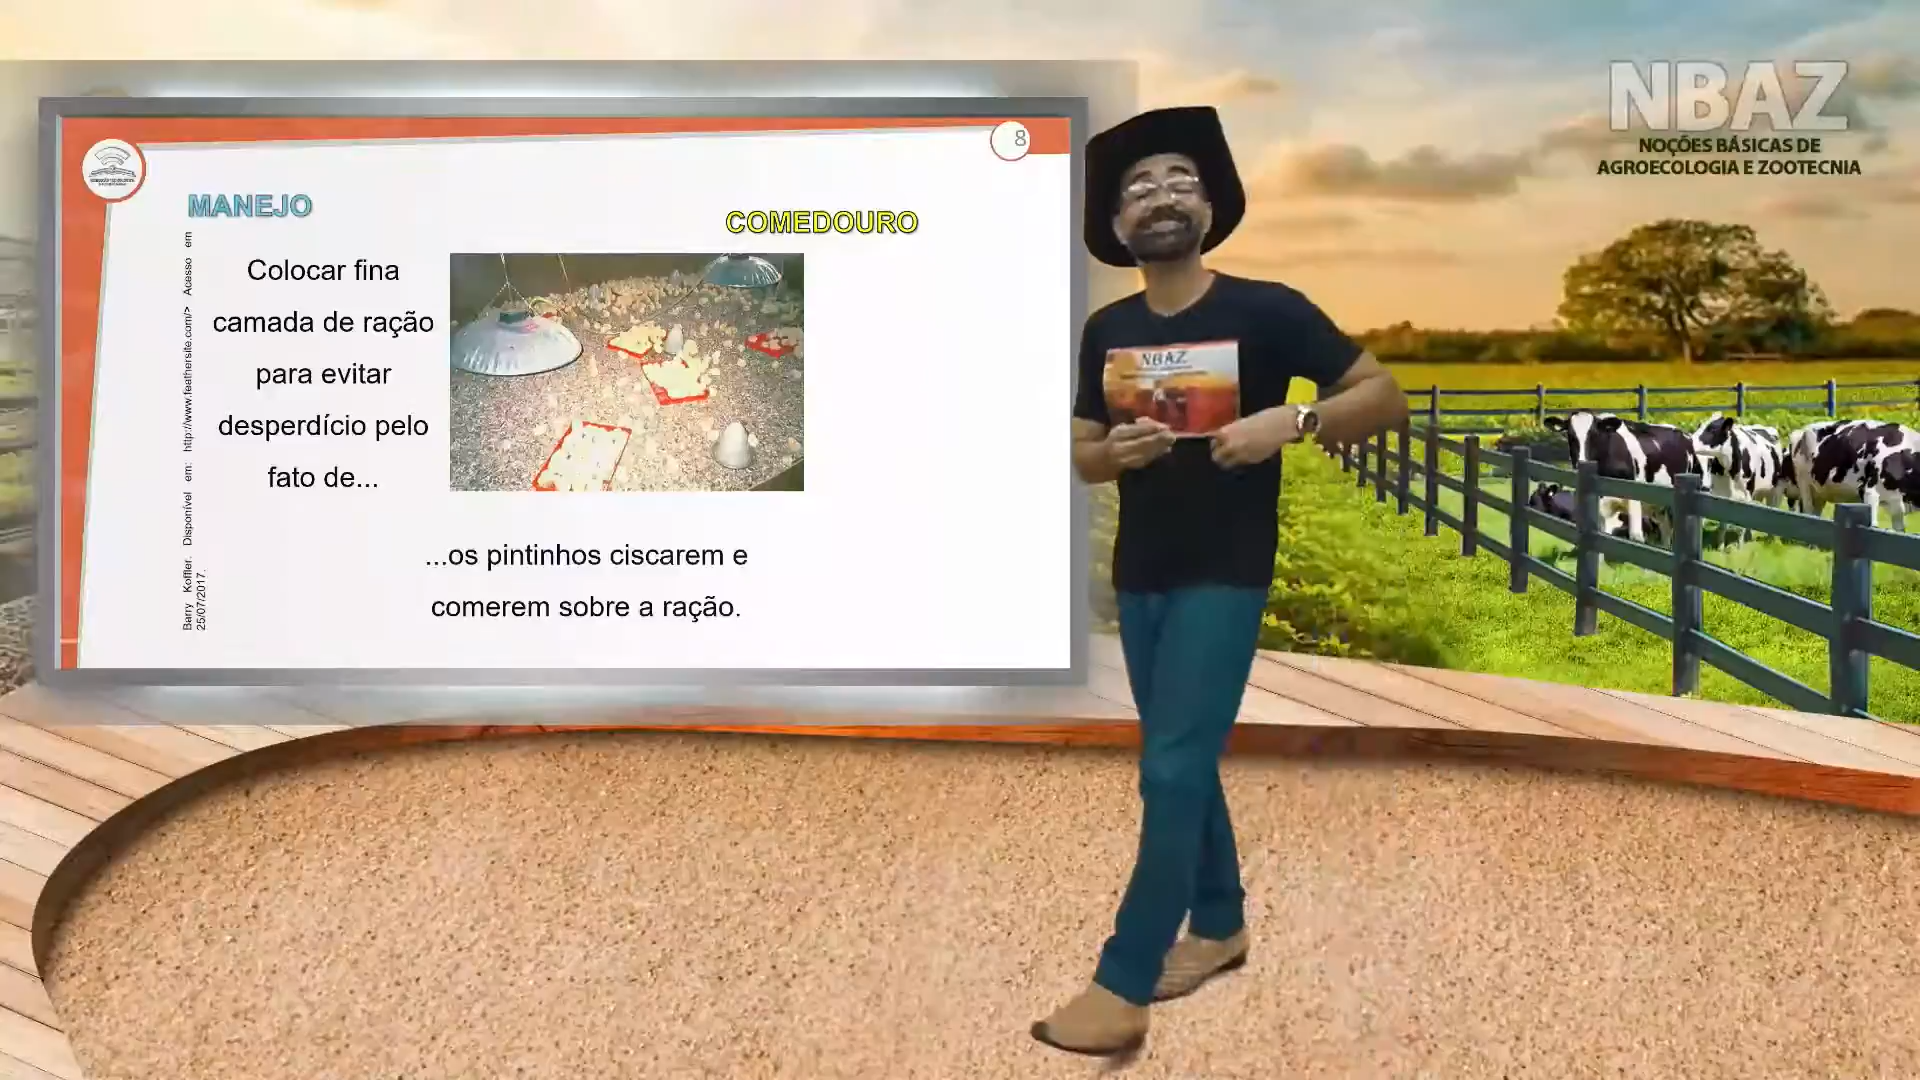 8
MANEJO
COMEDOURO
Colocar fina
camada de ração
para evitar
desperdício pelo
fato de...
...os pintinhos ciscarem e
comerem sobre a ração.
Barry Koffler. Disponível em: http://www.feathersite.com/> Acesso em
25/07/2017.
NBAZ
NOÇÕES BÁSICAS DE
AGROECOLOGIA E ZOOTECNIA
NBAZ